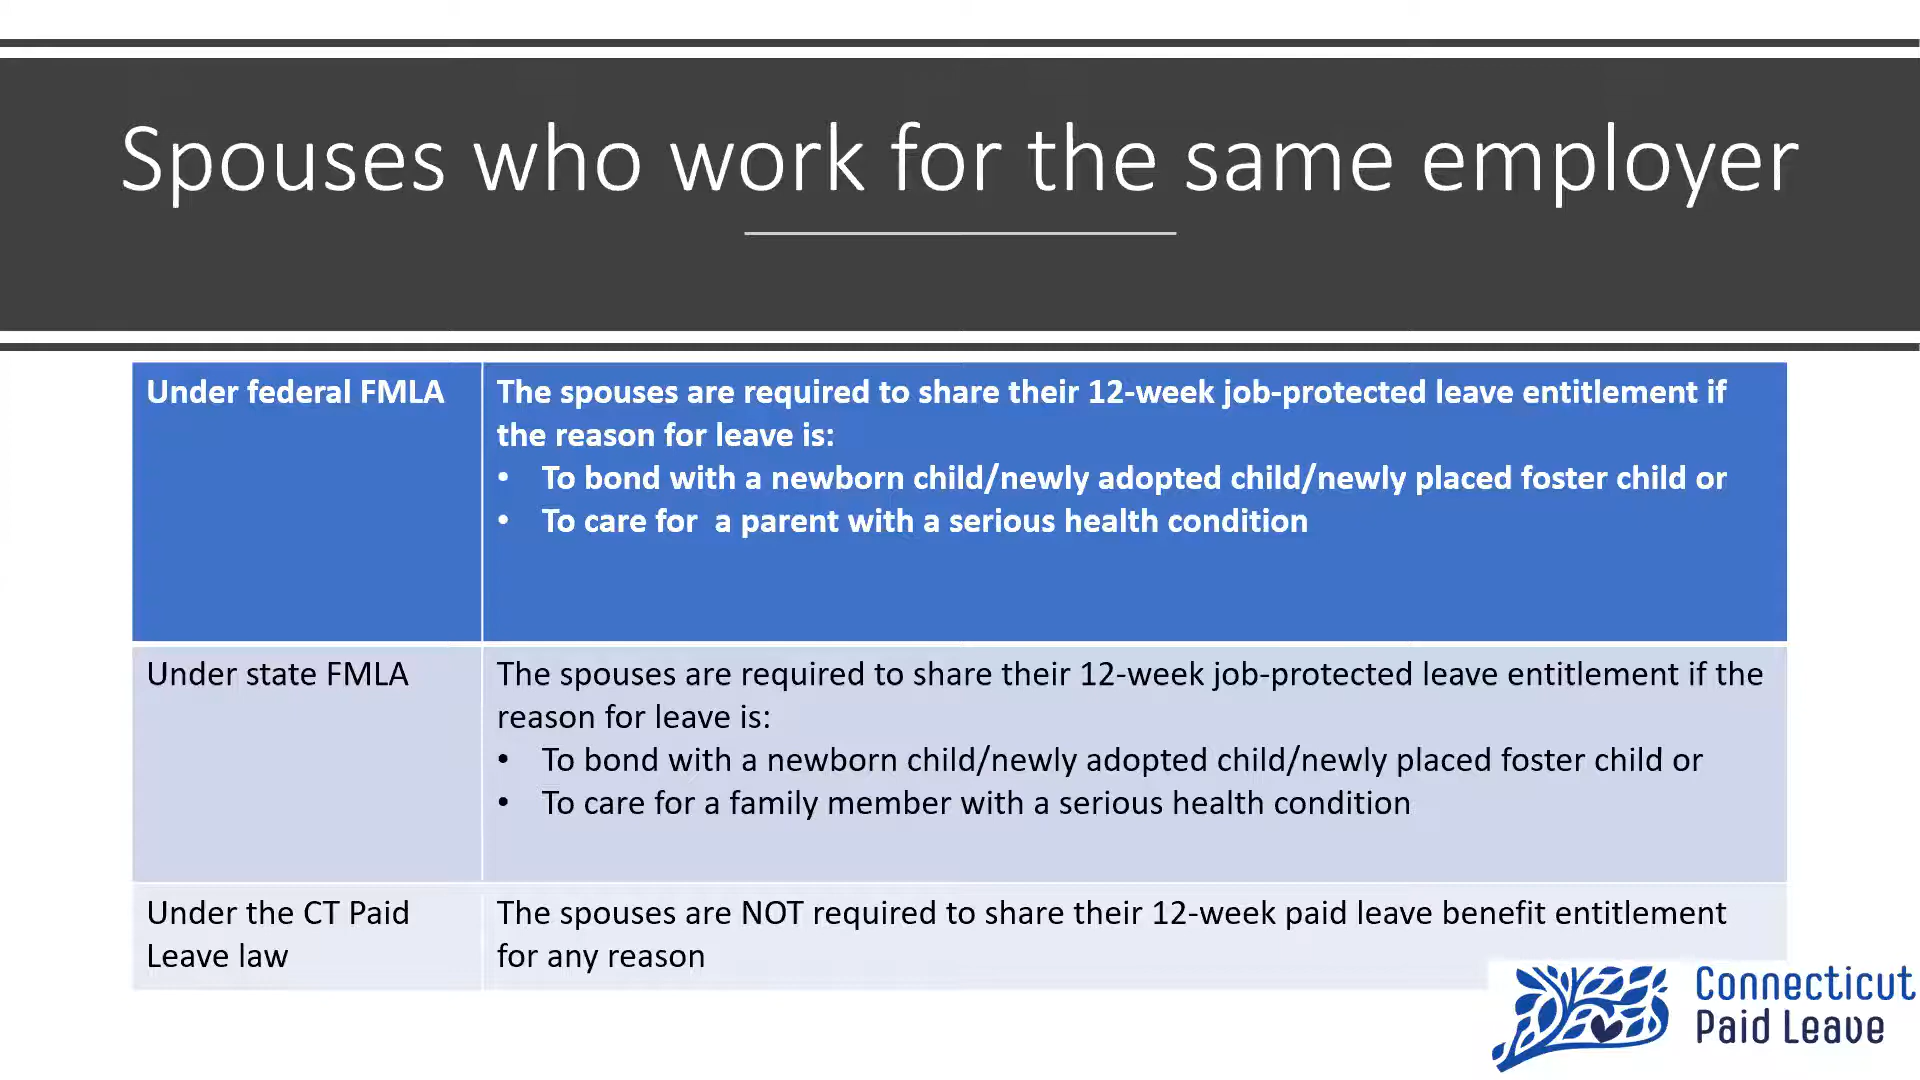 Spouses who work for the same employer
Under federal FMLA
The spouses are required to share their 12-week job-protected leave entitlement if
the reason for leave is:
• To bond with a newborn child/newly adopted child/newly placed foster child or
• To care for  a parent with a serious health condition
Under state FMLA
The spouses are required to share their 12-week job-protected leave entitlement if the
reason for leave is:
• To bond with a newborn child/newly adopted child/newly placed foster child or
• To care for a family member with a serious health condition
Under the CT Paid
Leave law
The spouses are NOT required to share their 12-week paid leave benefit entitlement
for any reason
Connecticut
Paid Leave